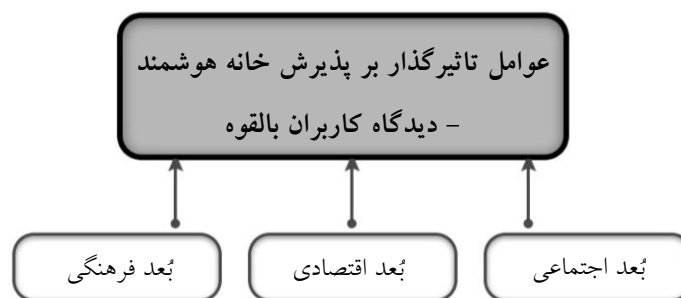 عوامل تاثیرگذار بر پذیرش خانه هوشمند
– دیدگاه کاربران بالقوه
بُعد اجتماعی
بُعد اقتصادی
بُعد فرهنگی